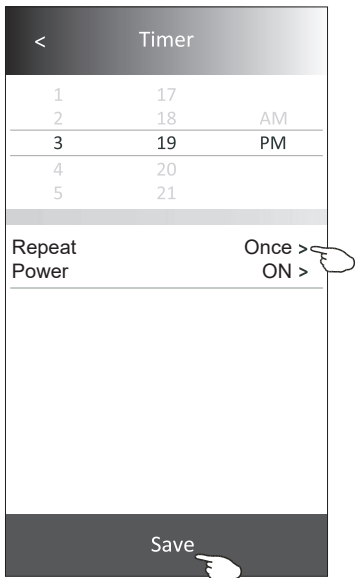 < Timer
1 17
2 18 AM
3 19 PM
4 20
5 21
Repeat Once >
Power ON >
Save